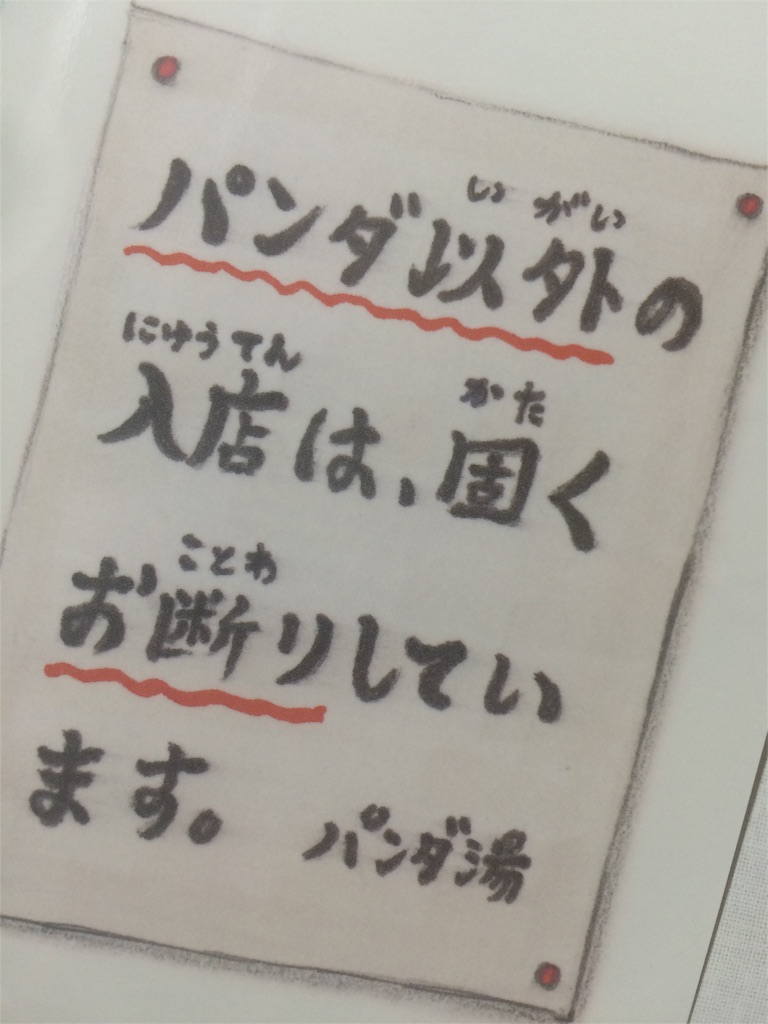 パンダ以外の
いがい
入店は、固く
にゅうてん かた
お断りしてい
ことわ
ます。
パンダ湯